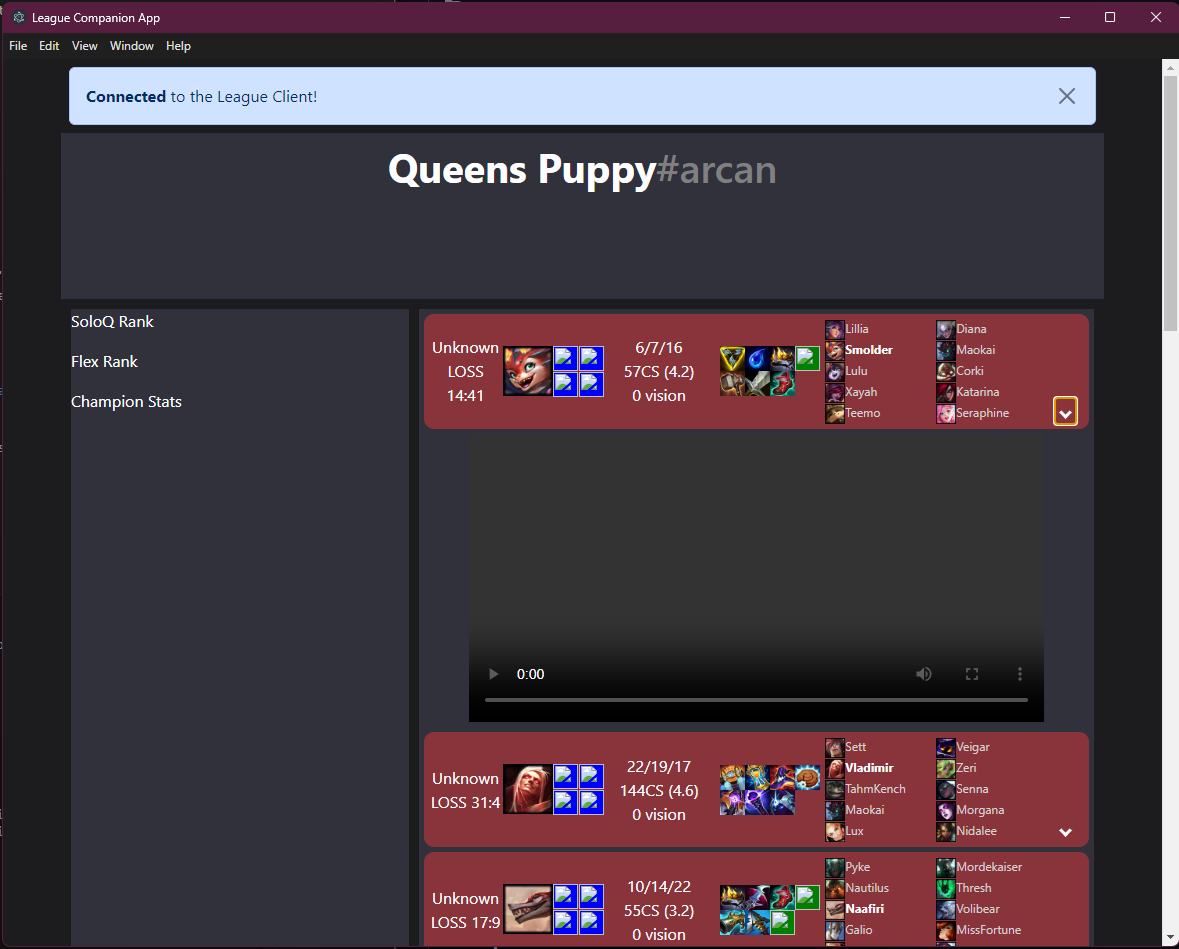 League Companion App
File Edit View Window Help
Connected to the League Client!
Queens Puppy#arcan
SoloQ Rank
Flex Rank
Champion Stats
Unknown
LOSS
14:41
6/7/16
57CS (4.2)
0 vision
Lillia
Smolder
Lulu
Xayah
Teemo
Diana
Maokai
Corki
Katarina
Seraphine
0:00
Unknown
LOSS 31:4
22/19/17
144CS (4.6)
0 vision
Sett
Vladimir
TahmKench
Maokai
Lux
Veigar
Zeri
Senna
Morgana
Nidalee
Unknown
LOSS 17:9
10/14/22
55CS (3.2)
0 vision
Pyke
Nautilus
Naafiri
Galio
Mordekaiser
Thresh
Volibear
MissFortune